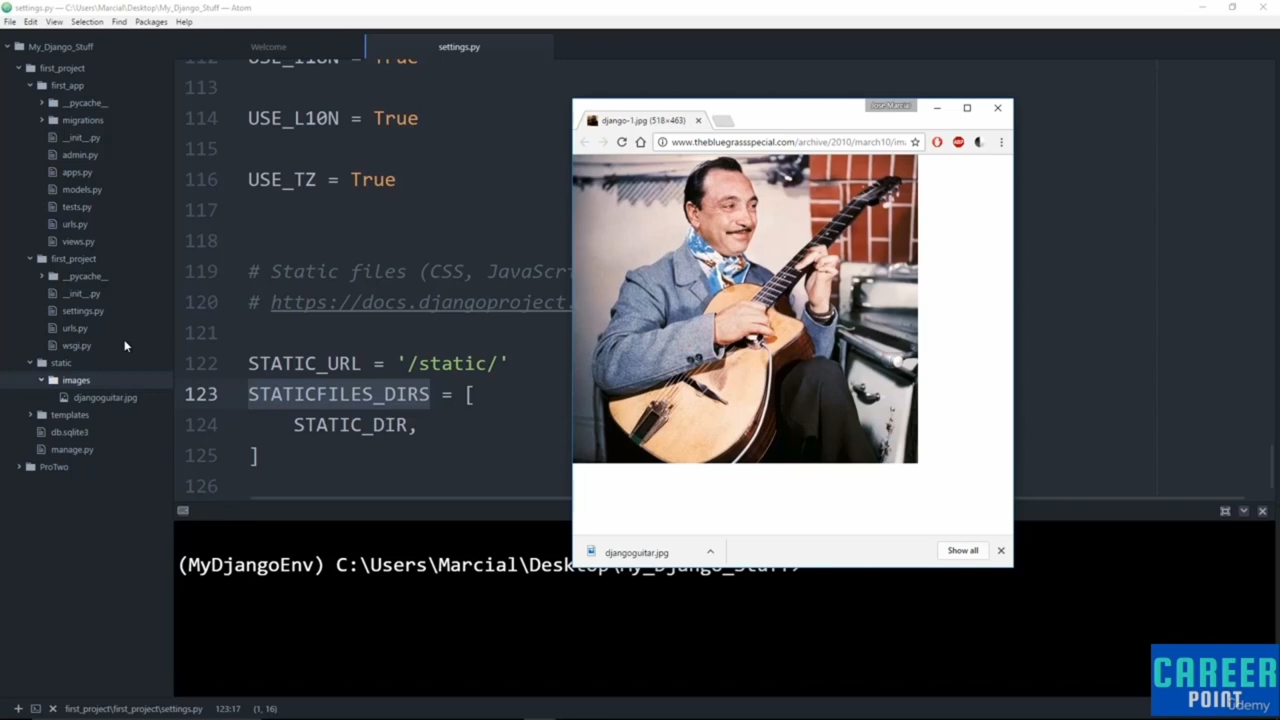 settings.py — C:\Users\Marcial\Desktop\My_Django_Stuff — Atom
File Edit View Selection Find Packages Help
My_Django_Stuff
first_project
first_app
__pycache__
migrations
__init__.py
admin.py
apps.py
models.py
tests.py
urls.py
views.py
first_project
__pycache__
__init__.py
settings.py
urls.py
wsgi.py
static
images
djangoguitar.jpg
templates
db.sqlite3
manage.py
ProTwo
Welcome
settings.py
112 USE_I18N = True
113
114 USE_L10N = True
115
116 USE_TZ = True
117
118
119 # Static files (CSS, JavaScr
120 # https://docs.djangoproject.
121
122 STATIC_URL = '/static/'
123 STATICFILES_DIRS = [
124 STATIC_DIR,
125 ]
126
Jose Marcial
django-1.jpg (518×463)
www.thebluegrassspecial.com/archive/2010/march10/im
ABP
djangoguitar.jpg
Show all
(MyDjangoEnv) C:\Users\Marcial\Desktop\My_Django_Stuff>
first_project\first_project\settings.py 123:17 (1, 16)
CAREER
POINT
Udemy